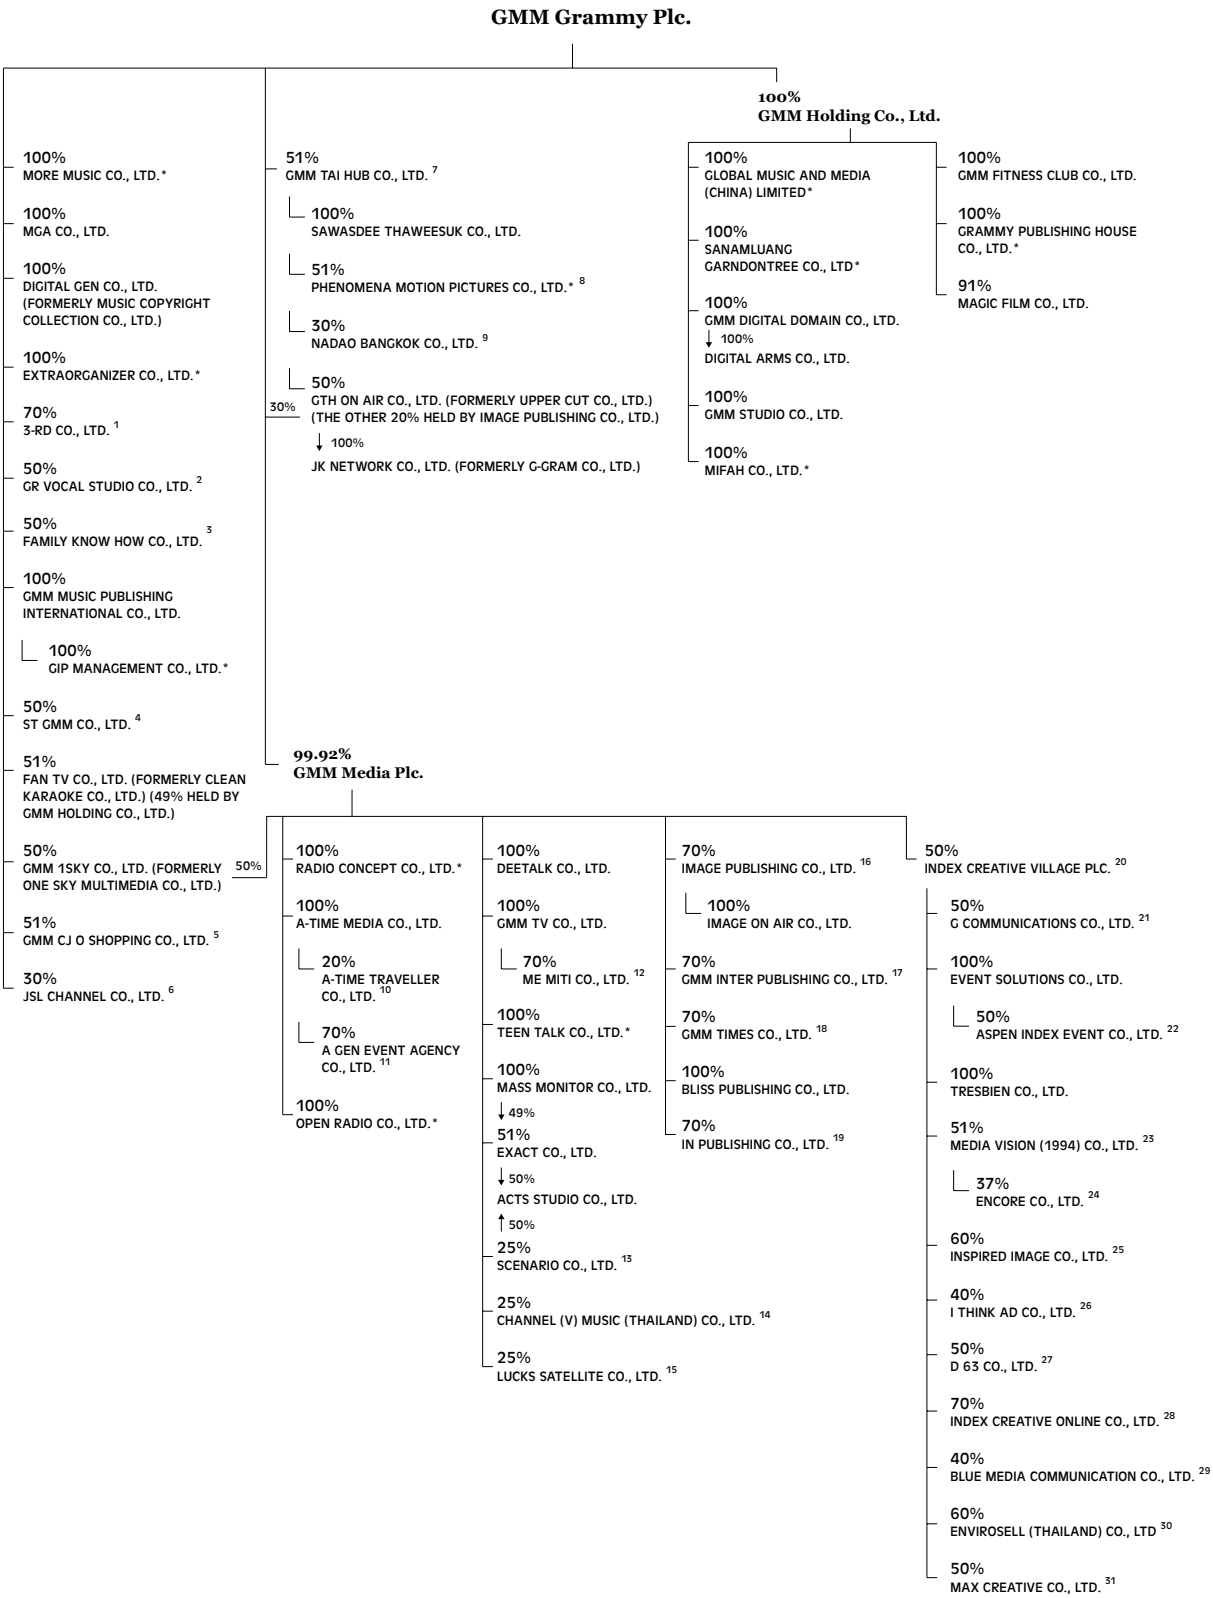 GMM Grammy Plc.
100%
GMM Holding Co., Ltd.
100%
MORE MUSIC CO., LTD.*
100%
MGA CO., LTD.
100%
DIGITAL GEN CO., LTD.
(FORMERLY MUSIC COPYRIGHT
COLLECTION CO., LTD.)
100%
EXTRAORGANIZER CO., LTD.*
70%
3-RD CO., LTD. 1
50%
GR VOCAL STUDIO CO., LTD. 2
50%
FAMILY KNOW HOW CO., LTD. 3
100%
GMM MUSIC PUBLISHING
INTERNATIONAL CO., LTD.
100%
GIP MANAGEMENT CO., LTD.*
50%
ST GMM CO., LTD. 4
51%
FAN TV CO., LTD. (FORMERLY CLEAN
KARAOKE CO., LTD.) (49% HELD BY
GMM HOLDING CO., LTD.)
50%
GMM 1SKY CO., LTD. (FORMERLY
ONE SKY MULTIMEDIA CO., LTD.)
50%
51%
GMM CJ O SHOPPING CO., LTD. 5
30%
JSL CHANNEL CO., LTD. 6
51%
GMM TAI HUB CO., LTD. 7
100%
SAWASDEE THAWEESUK CO., LTD.
51%
PHENOMENA MOTION PICTURES CO., LTD.* 8
30%
NADAO BANGKOK CO., LTD. 9
30%
50%
GTH ON AIR CO., LTD. (FORMERLY UPPER CUT CO., LTD.)
(THE OTHER 20% HELD BY IMAGE PUBLISHING CO., LTD.)
100%
JK NETWORK CO., LTD. (FORMERLY G-GRAM CO., LTD.)
100%
GLOBAL MUSIC AND MEDIA
(CHINA) LIMITED*
100%
SANAMLUANG
GARNDONTREE CO., LTD*
100%
GMM DIGITAL DOMAIN CO., LTD.
100%
DIGITAL ARMS CO., LTD.
100%
GMM STUDIO CO., LTD.
100%
MIFAH CO., LTD.*
100%
GMM FITNESS CLUB CO., LTD.
100%
GRAMMY PUBLISHING HOUSE
CO., LTD.*
91%
MAGIC FILM CO., LTD.
99.92%
GMM Media Plc.
100%
RADIO CONCEPT CO., LTD.*
100%
A-TIME MEDIA CO., LTD.
20%
A-TIME TRAVELLER
CO., LTD. 10
70%
A GEN EVENT AGENCY
CO., LTD. 11
100%
OPEN RADIO CO., LTD.*
100%
DEETALK CO., LTD.
100%
GMM TV CO., LTD.
70%
ME MITI CO., LTD. 12
100%
TEEN TALK CO., LTD.*
100%
MASS MONITOR CO., LTD.
49%
51%
EXACT CO., LTD.
50%
ACTS STUDIO CO., LTD.
50%
25%
SCENARIO CO., LTD. 13
25%
CHANNEL (V) MUSIC (THAILAND) CO., LTD. 14
25%
LUCKS SATELLITE CO., LTD. 15
70%
IMAGE PUBLISHING CO., LTD. 16
100%
IMAGE ON AIR CO., LTD.
70%
GMM INTER PUBLISHING CO., LTD. 17
70%
GMM TIMES CO., LTD. 18
100%
BLISS PUBLISHING CO., LTD.
70%
IN PUBLISHING CO., LTD. 19
50%
INDEX CREATIVE VILLAGE PLC. 20
50%
G COMMUNICATIONS CO., LTD. 21
100%
EVENT SOLUTIONS CO., LTD.
50%
ASPEN INDEX EVENT CO., LTD. 22
100%
TRESBIEN CO., LTD.
51%
MEDIA VISION (1994) CO., LTD. 23
37%
ENCORE CO., LTD. 24
60%
INSPIRED IMAGE CO., LTD. 25
40%
I THINK AD CO., LTD. 26
50%
D 63 CO., LTD. 27
70%
INDEX CREATIVE ONLINE CO., LTD. 28
40%
BLUE MEDIA COMMUNICATION CO., LTD. 29
60%
ENVIROSELL (THAILAND) CO., LTD 30
50%
MAX CREATIVE CO., LTD. 31